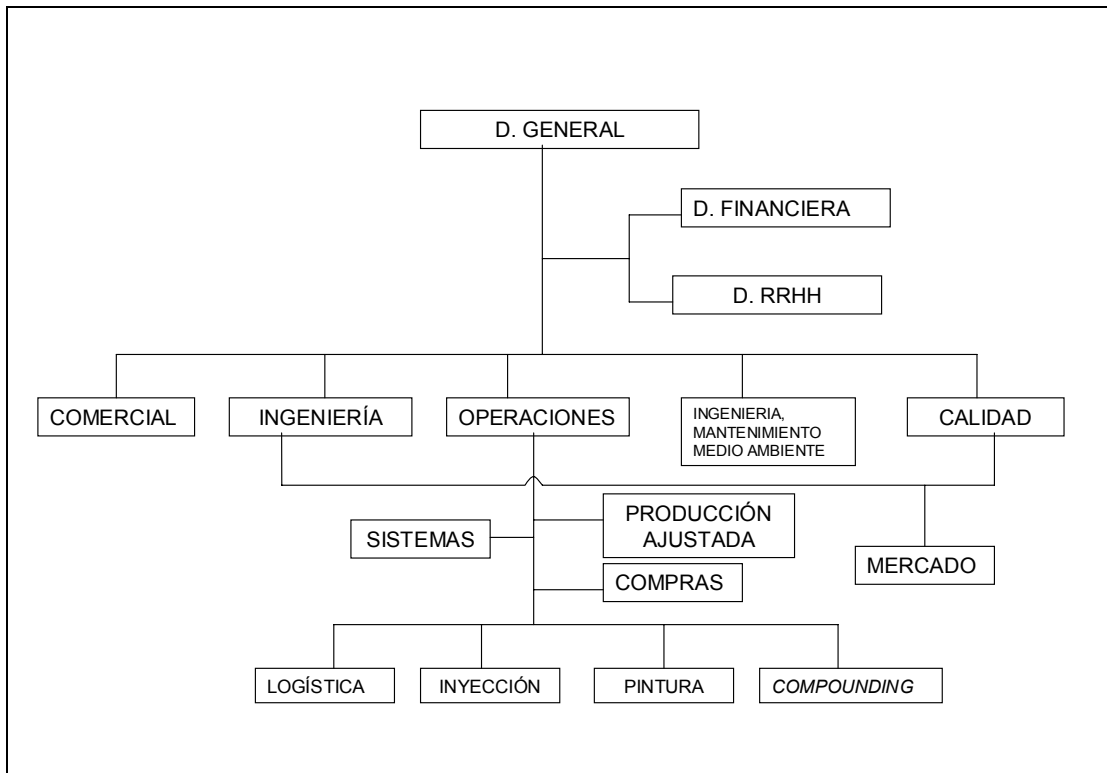 D. GENERAL
D. FINANCIERA
D. RRHH
COMERCIAL
INGENIERÍA
OPERACIONES
INGENIERIA,
MANTENIMIENTO
MEDIO AMBIENTE
CALIDAD
PRODUCCIÓN
AJUSTADA
SISTEMAS
MERCADO
COMPRAS
LOGÍSTICA
INYECCIÓN
PINTURA
COMPOUNDING